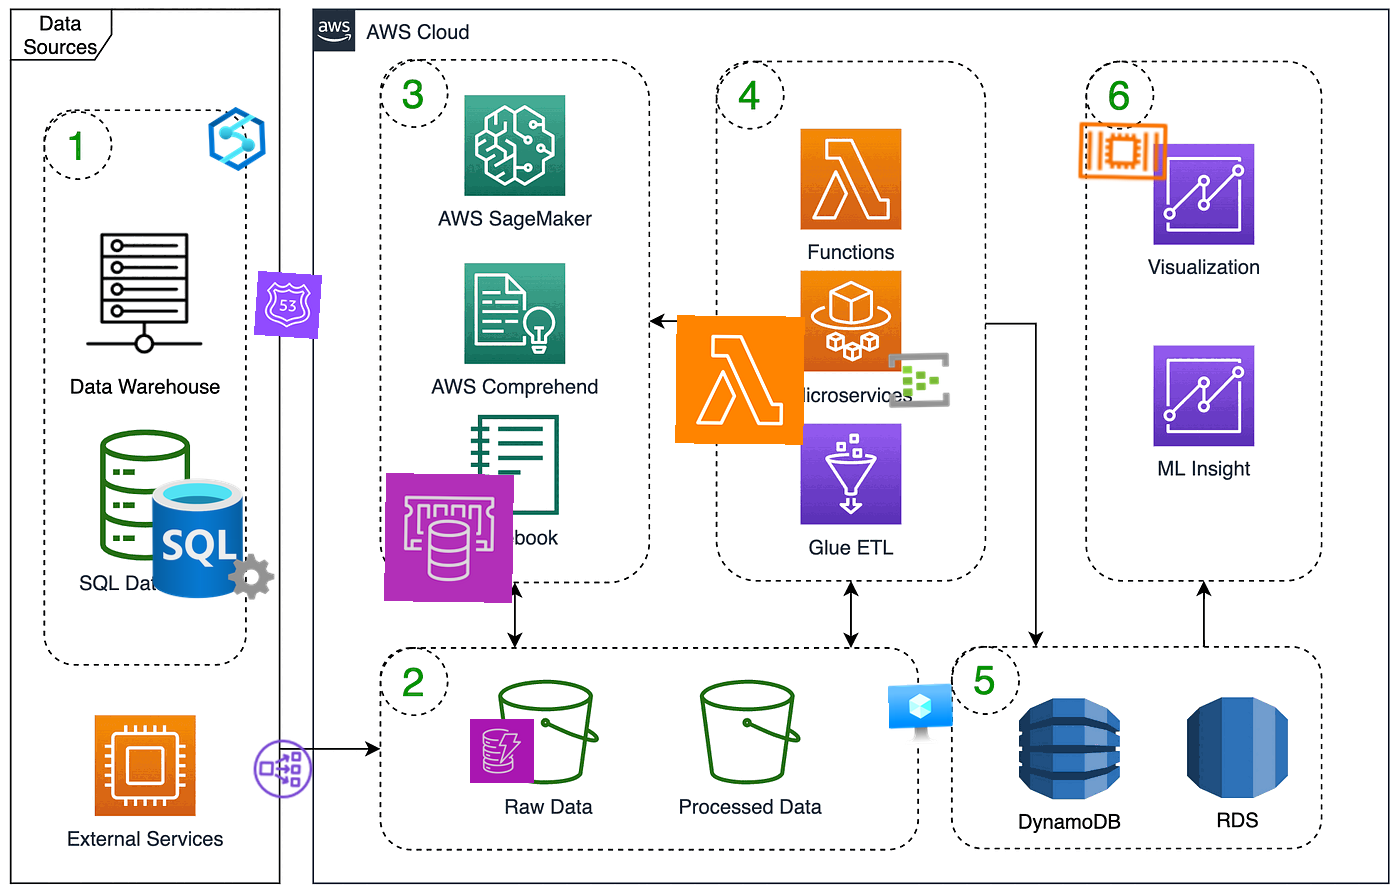 Data
Sources
aws
AWS Cloud
1
3
4
6
AWS SageMaker
Functions
Visualization
53
Data Warehouse
AWS Comprehend
icroservices
ML Insight
SQL
book
Glue ETL
SQL Dat
2
5
Raw Data
Processed Data
DynamoDB
RDS
External Services